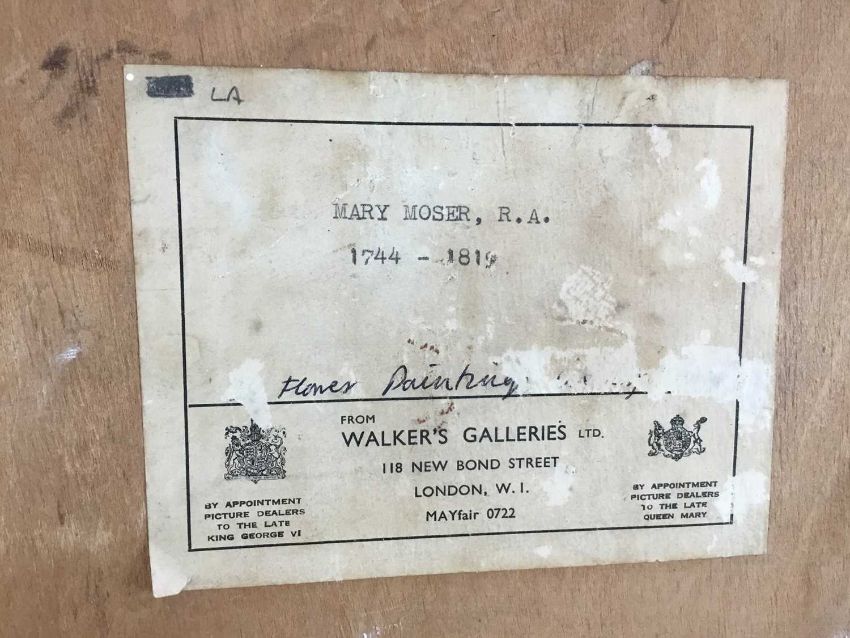 LA
MARY MOSER, R.A.
1744 - 1819
Flower Painting
FROM
WALKER'S GALLERIES LTD.
118 NEW BOND STREET
LONDON, W.1.
MAYfair 0722
BY APPOINTMENT
PICTURE DEALERS
TO THE LATE
KING GEORGE VI
BY APPOINTMENT
PICTURE DEALERS
TO THE LATE
QUEEN MARY